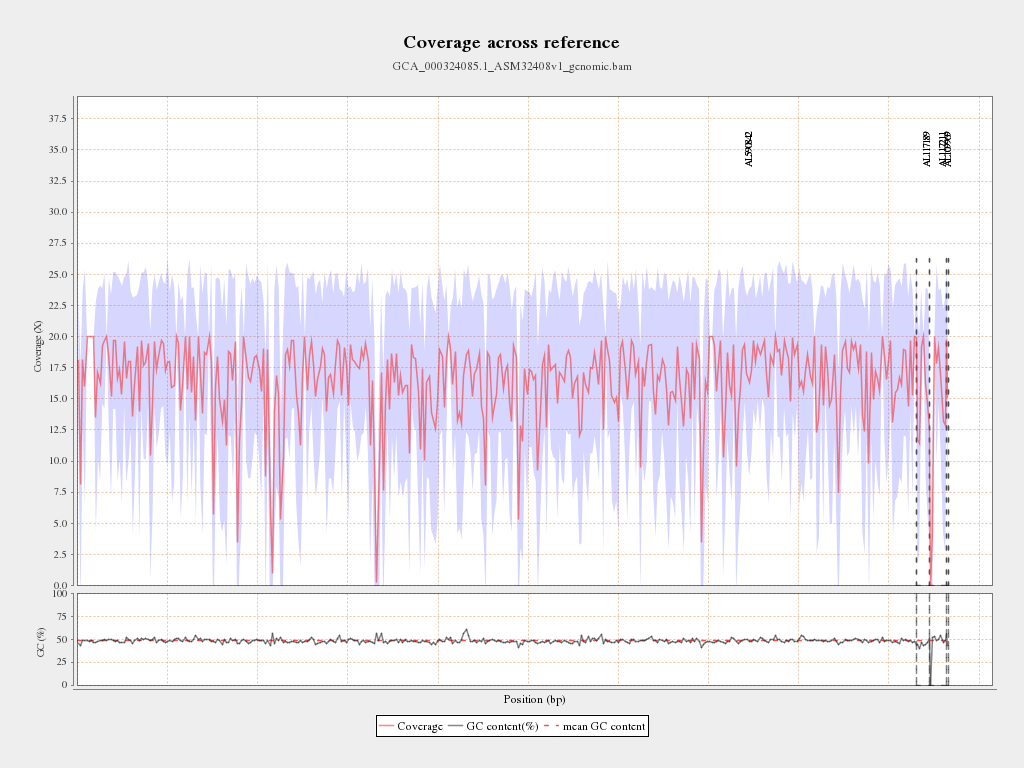 Coverage across reference
GCA_000324085.1_ASM32408v1_genomic.bam
37.5
35.0
32.5
30.0
27.5
25.0
22.5
20.0
17.5
15.0
12.5
10.0
7.5
5.0
2.5
0.0
Coverage (X)
AL590842
AL117189
AL117211
AL109969
100
75
50
25
0
GC (%)
Position (bp)
Coverage GC content(%) mean GC content